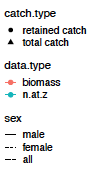 catch.type
retained catch
total catch
data.type
biomass
n.at.z
sex
male
female
all